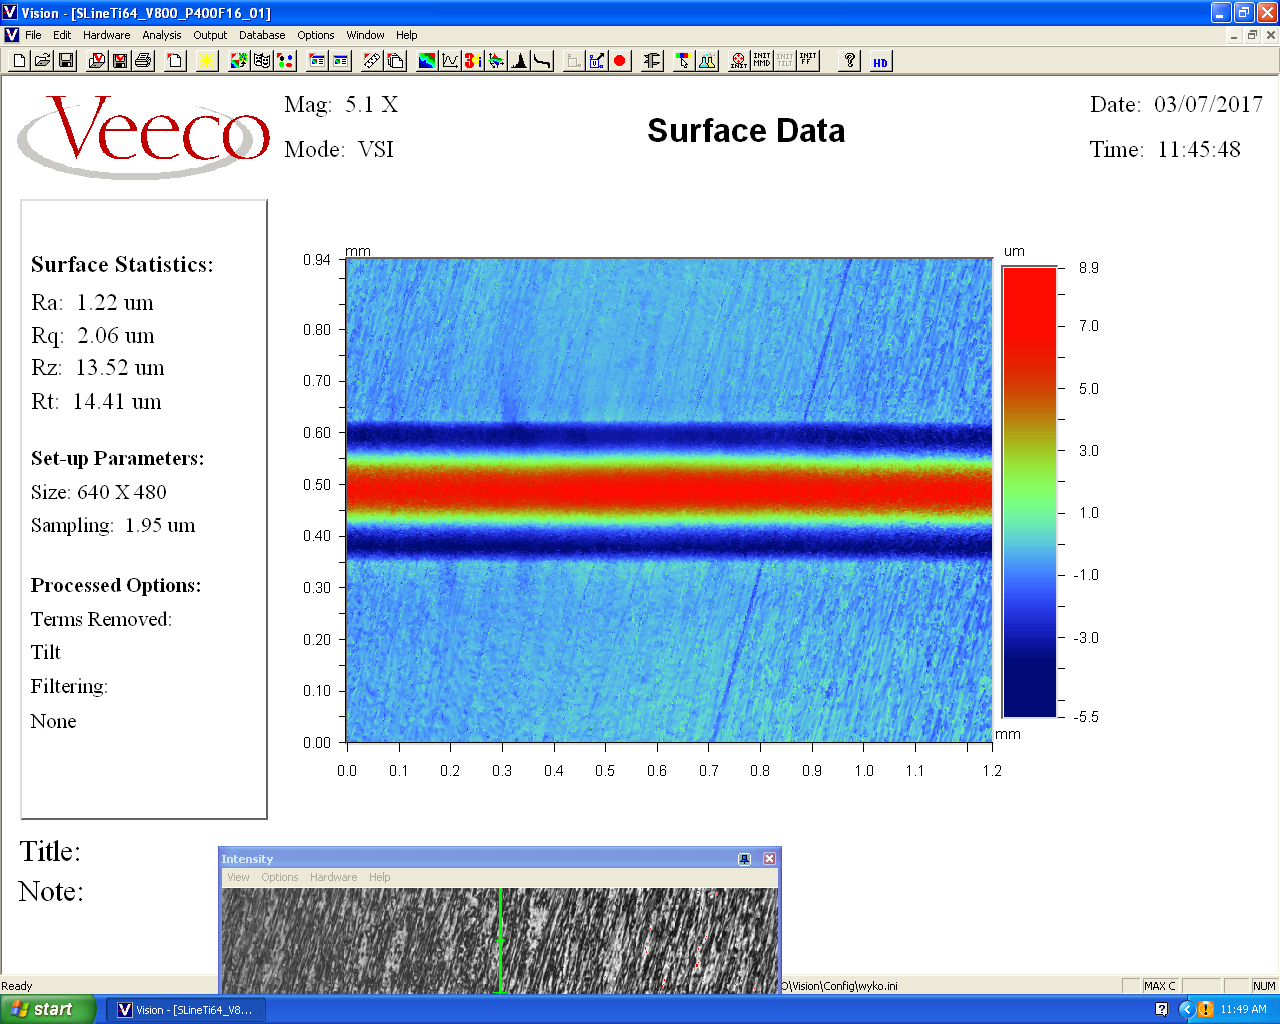 Vision - [SLineTi64_V800_P400F16_01]
File Edit Hardware Analysis Output Database Options Window Help
INIT INIT MMD INIT TILT INIT FF ? HD
Veeco
Mag: 5.1 X
Mode: VSI
Surface Data
Date: 03/07/2017
Time: 11:45:48
Surface Statistics:
Ra: 1.22 um
Rq: 2.06 um
Rz: 13.52 um
Rt: 14.41 um
Set-up Parameters:
Size: 640 X 480
Sampling: 1.95 um
Processed Options:
Terms Removed:
Tilt
Filtering:
None
mm
0.94
0.80
0.70
0.60
0.50
0.40
0.30
0.20
0.10
0.00
0.0 0.1 0.2 0.3 0.4 0.5 0.6 0.7 0.8 0.9 1.0 1.1 1.2
mm
um
8.9
7.0
5.0
3.0
1.0
-1.0
-3.0
-5.5
Title:
Note:
Intensity
View Options Hardware Help
Ready
\Vision\Config\wyko.ini
MAX C
NUM
start
Vision - [SLineTi64_V8...
11:49 AM